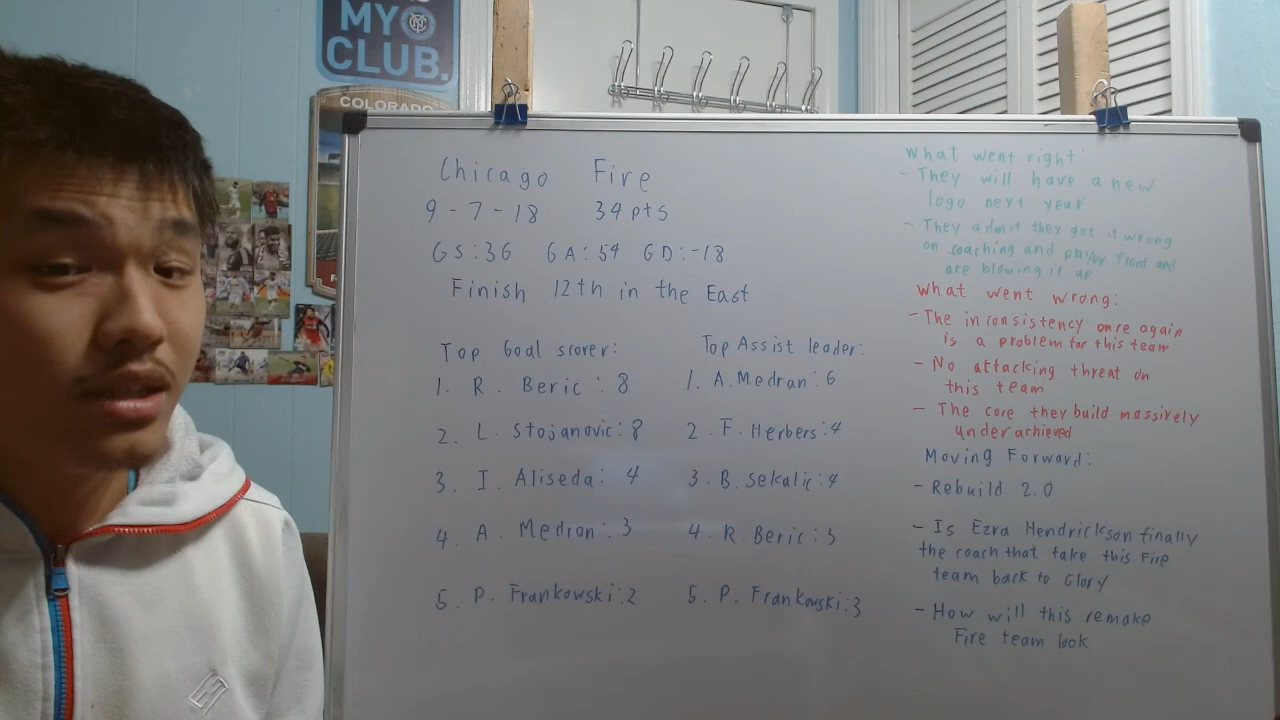 MY
CLUB.
COLORADO
Chicago Fire
9-7-18 34pts
GS:36 GA:54 GD:-18
Finish 12th in the East
Top Goal scorer:
1. R. Beric: 8
2. L. Stojanovic:8
3. I. Aliseda: 4
4. A. Medran: 3
5. P. Frankowski:2
Top Assist leader:
1. A.Medran:6
2. F. Herbers:4
3. B. Sekulic:4
4. R. Beric:3
5. P. Frankowski:3
What went right:
- They will have a new
logo next year
- They admit they got it wrong
on coaching and player front and
are blowing it up
What went wrong:
- The inconsistency once again
is a problem for this team
- No attacking threat on
this team
- The core they build massively
underachieved
Moving Forward:
- Rebuild 2.0
- Is Ezra Hendrickson finally
the coach that take this Fire
team back to Glory
- How will this remake
Fire team look